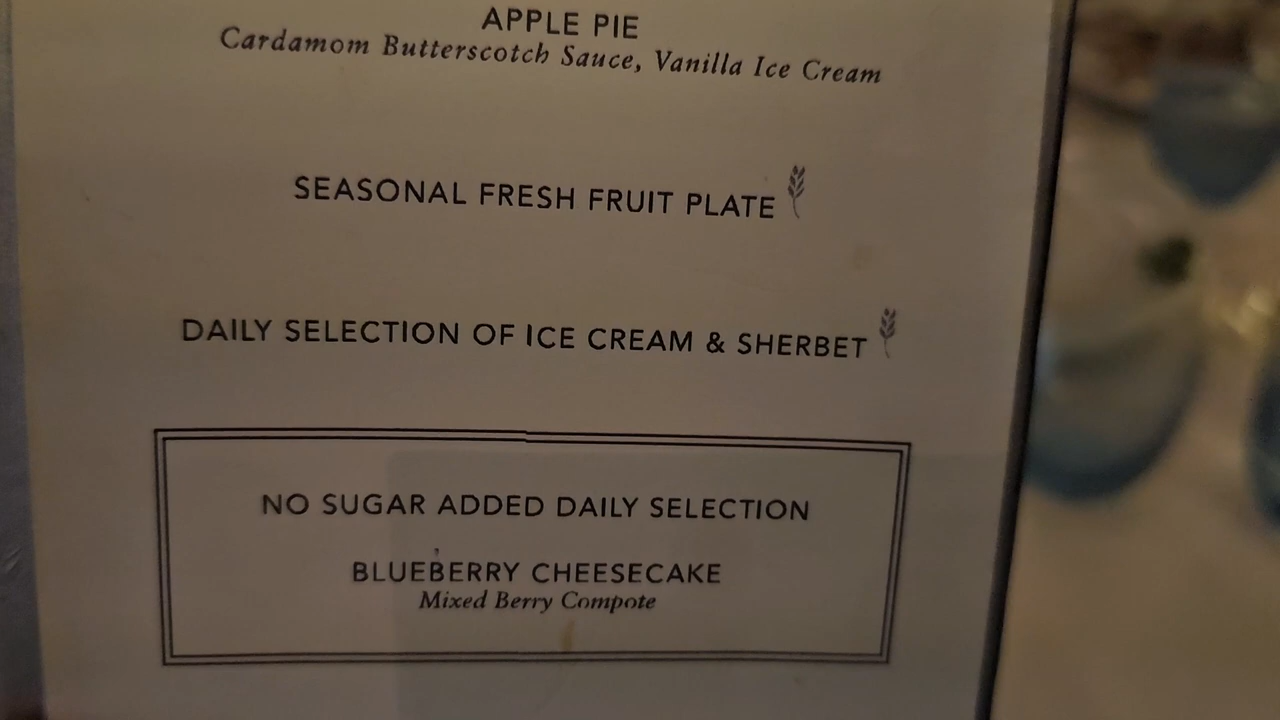 APPLE PIE
Cardamom Butterscotch Sauce, Vanilla Ice Cream
SEASONAL FRESH FRUIT PLATE
DAILY SELECTION OF ICE CREAM & SHERBET
NO SUGAR ADDED DAILY SELECTION
BLUEBERRY CHEESECAKE
Mixed Berry Compote